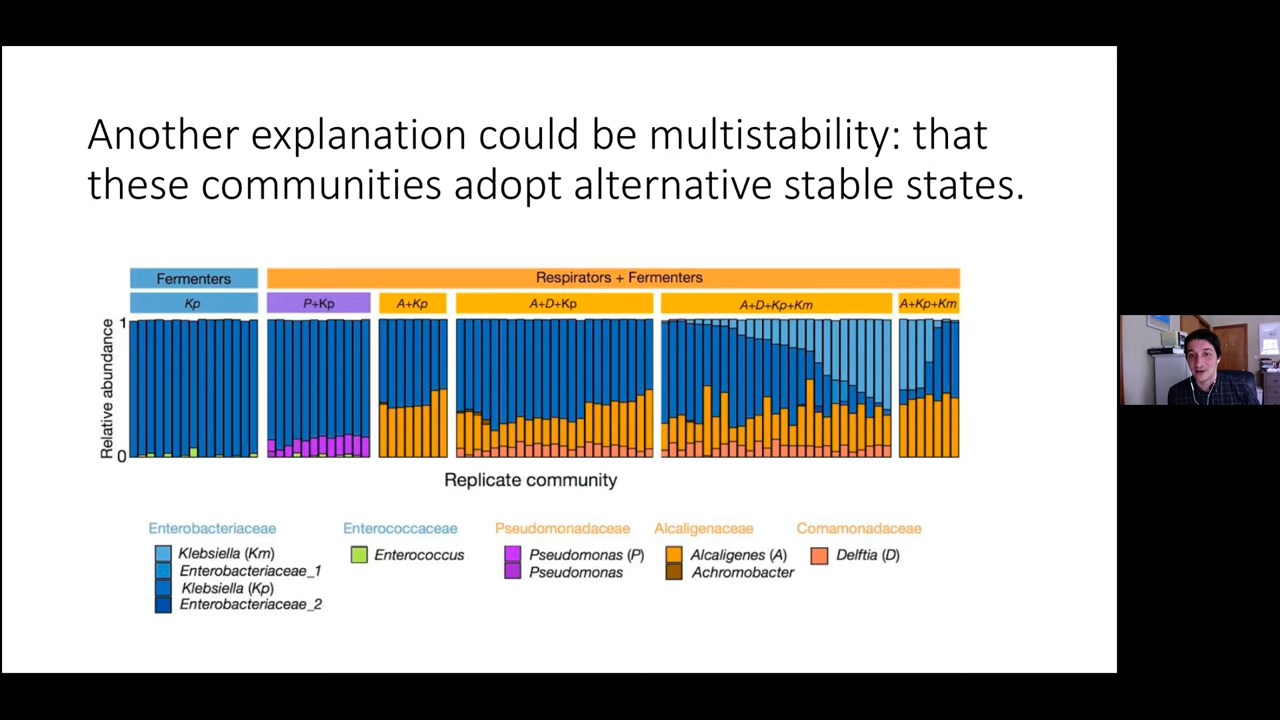 Another explanation could be multistability: that
these communities adopt alternative stable states.
Fermenters
Respirators + Fermenters
Kp
P+Kp
A+Kp
A+D+Kp
A+D+Kp+Km
A+Kp+Km
1
Relative abundance
0
Replicate community
Enterobacteriaceae
Klebsiella (Km)
Enterobacteriaceae_1
Klebsiella (Kp)
Enterobacteriaceae_2
Enterococcaceae
Enterococcus
Pseudomonadaceae
Pseudomonas (P)
Pseudomonas
Alcaligenaceae
Alcaligenes (A)
Achromobacter
Comamonadaceae
Delftia (D)